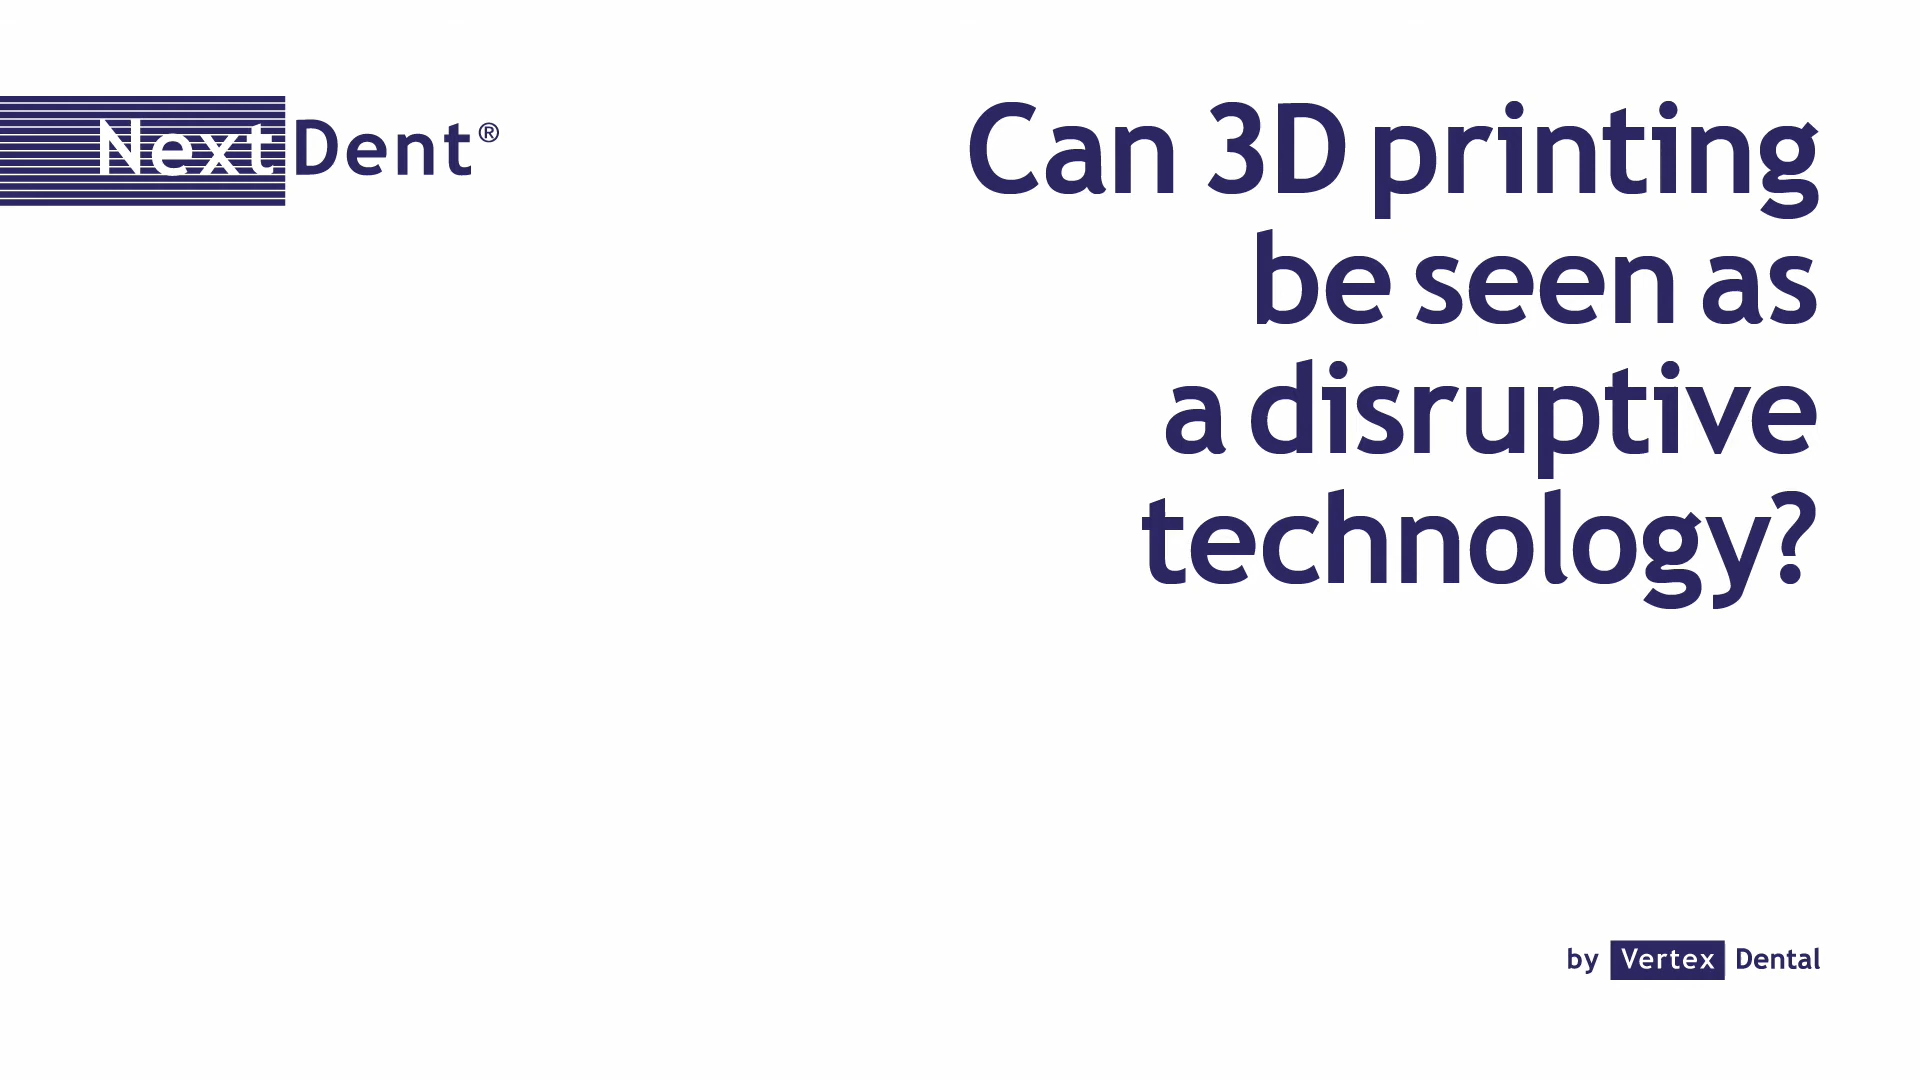 NextDent®
Can 3D printing
be seen as
a disruptive
technology?
by Vertex Dental